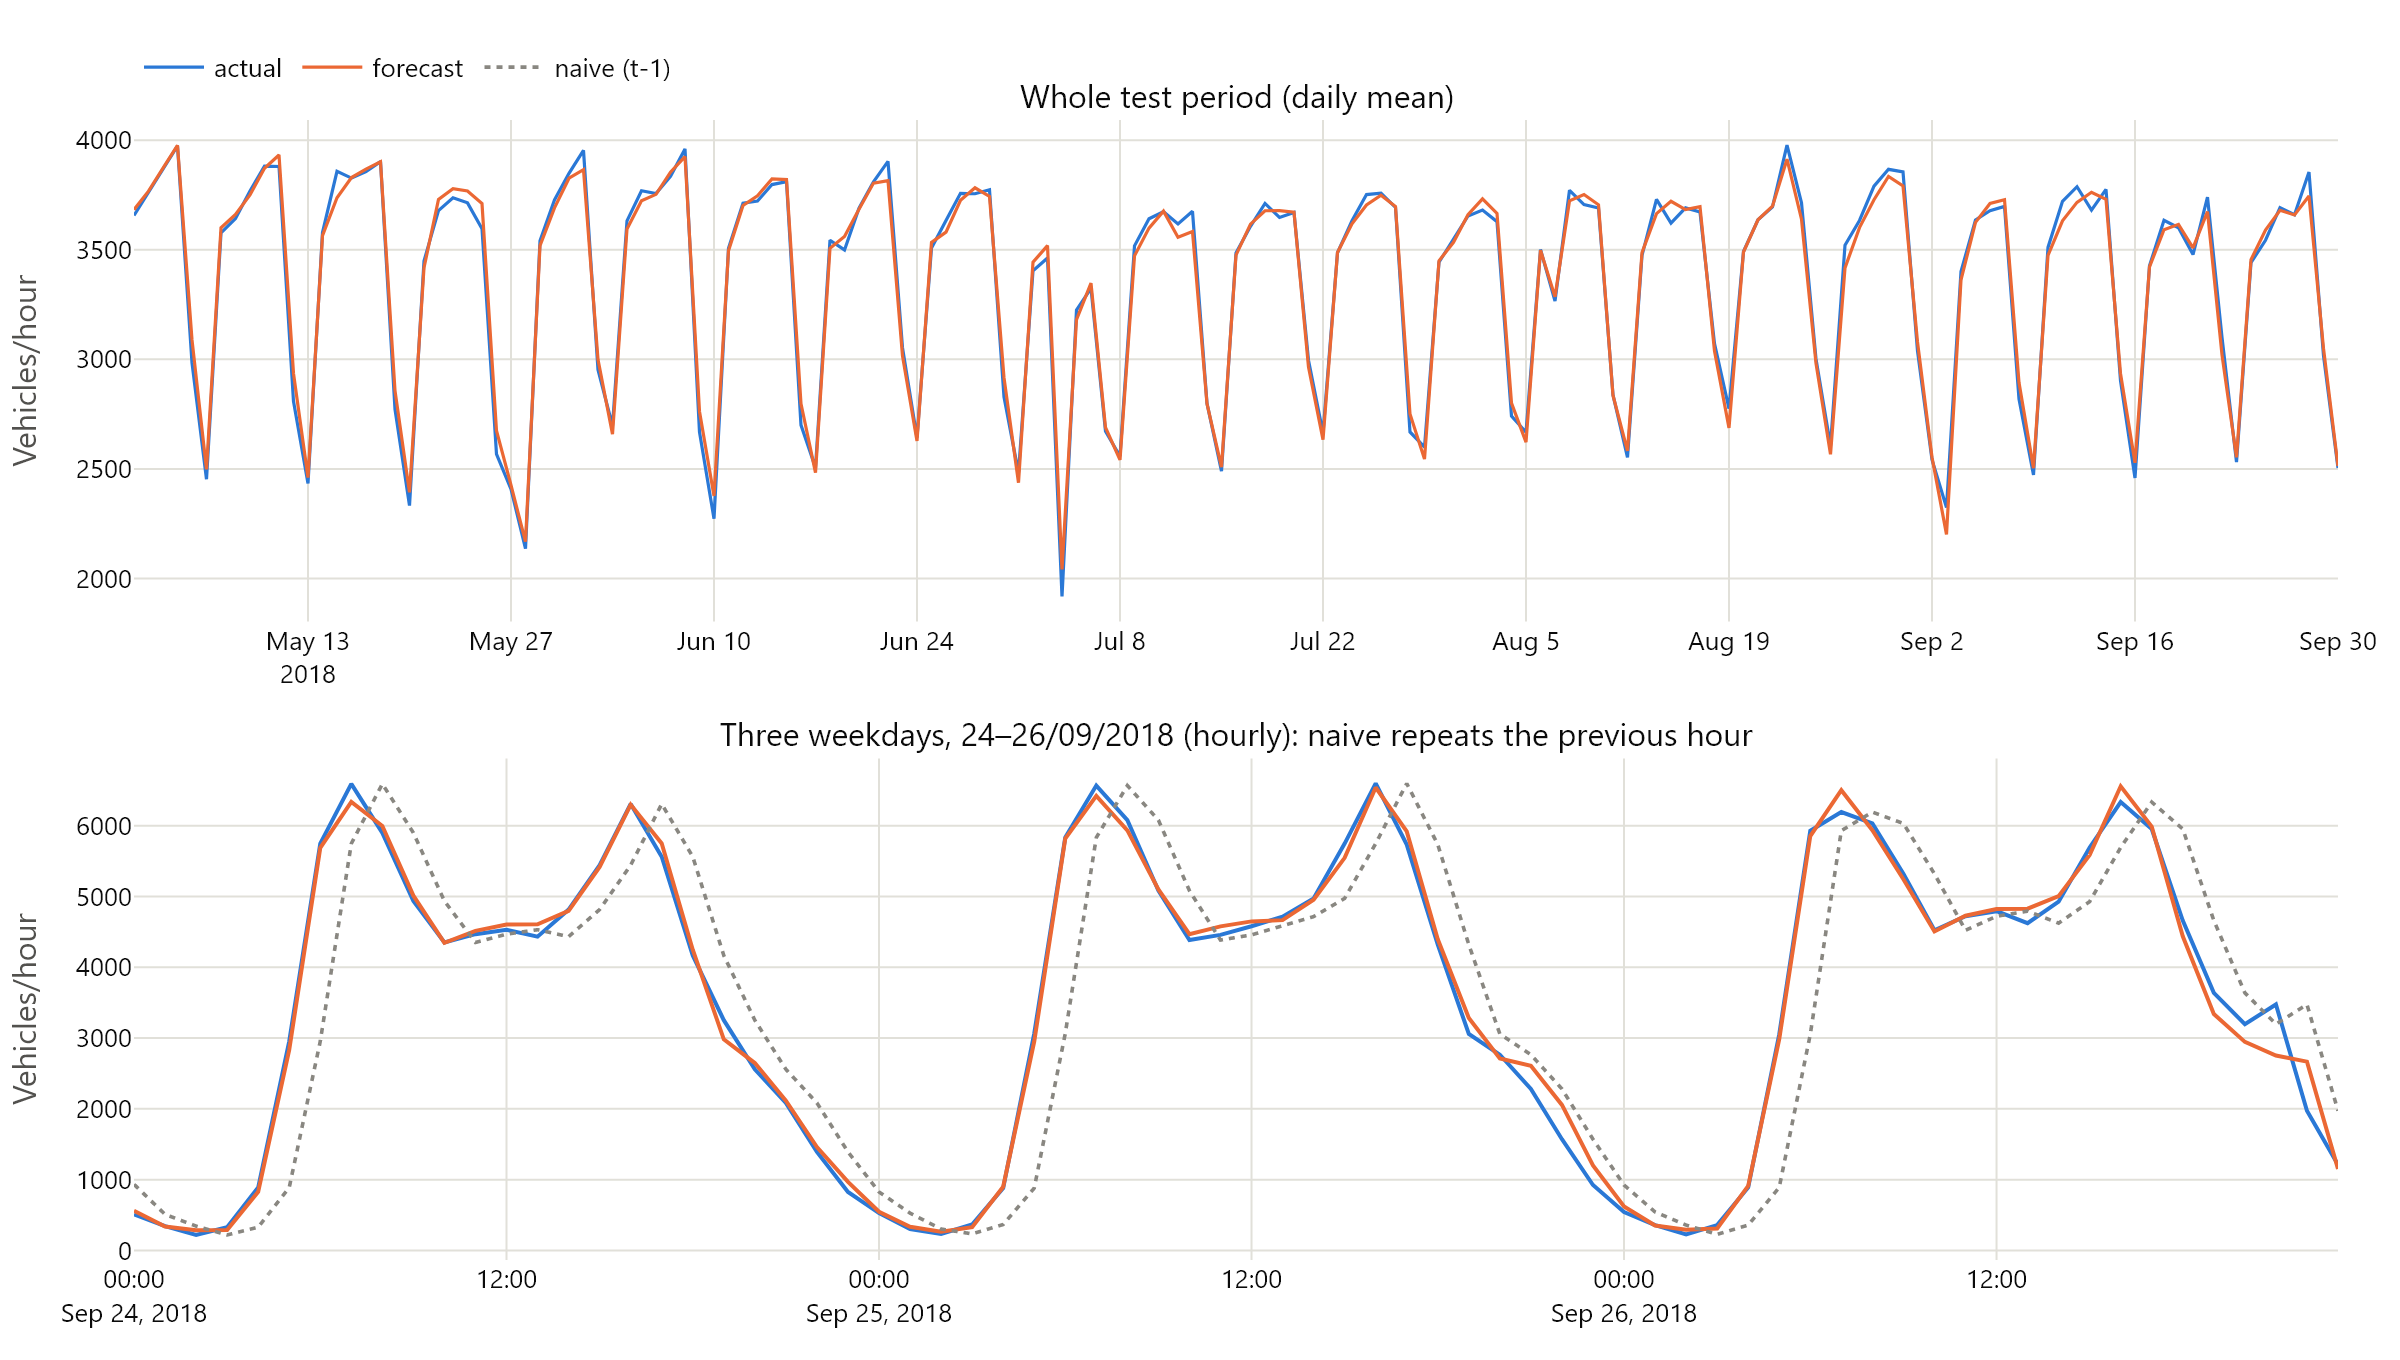 actual forecast naive (t-1)
Whole test period (daily mean)
Vehicles/hour
4000
3500
3000
2500
2000
May 13 May 27 Jun 10 Jun 24 Jul 8 Jul 22 Aug 5 Aug 19 Sep 2 Sep 16 Sep 30
2018
Three weekdays, 24–26/09/2018 (hourly): naive repeats the previous hour
Vehicles/hour
6000
5000
4000
3000
2000
1000
0
00:00 12:00 00:00 12:00 00:00 12:00
Sep 24, 2018 Sep 25, 2018 Sep 26, 2018